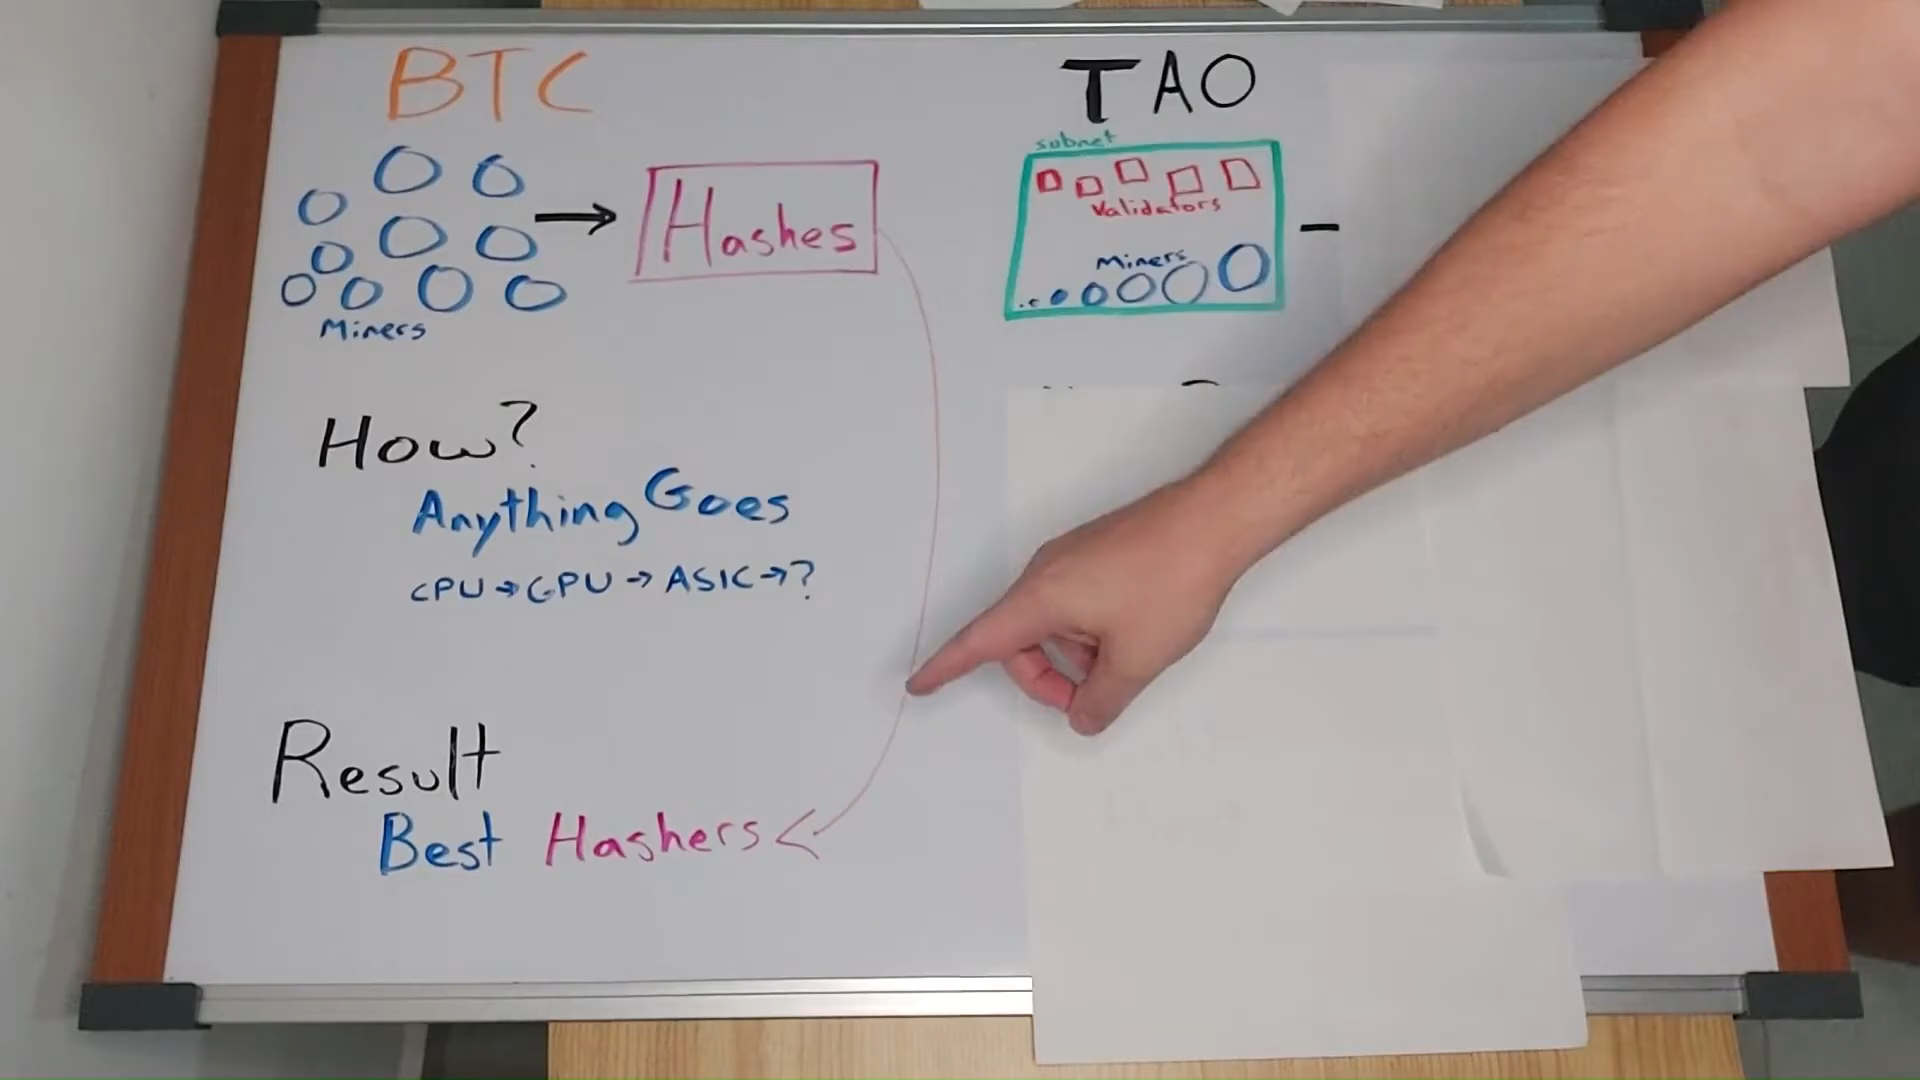 BTC
Hashes
Miners
How?
Anything Goes
CPU → GPU → ASIC → ?
Result
Best Hashers
TAO
subnet
Validators
Miners